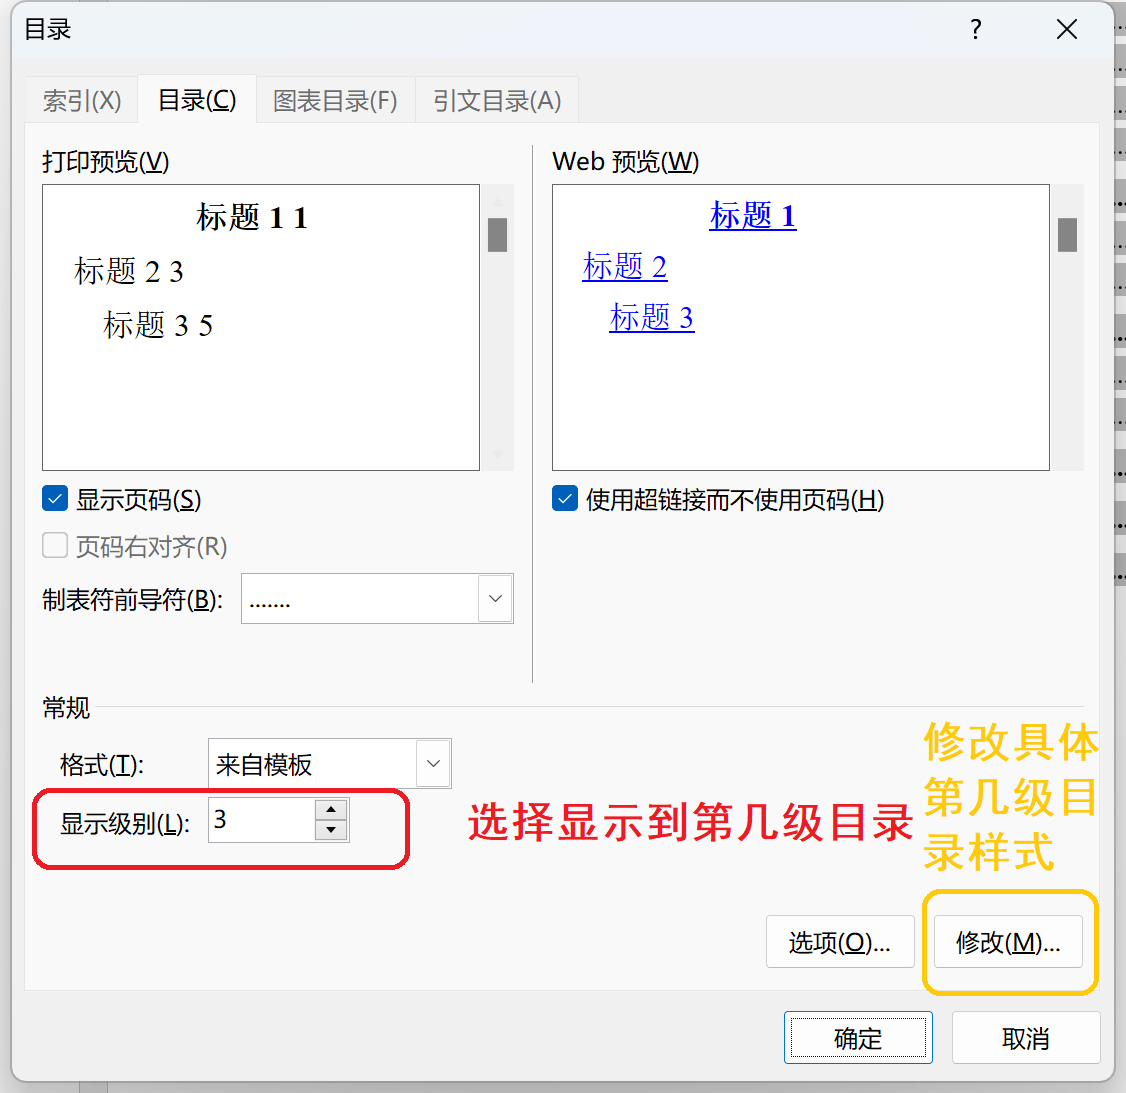 目录
?
索引(X)
目录(C)
图表目录(F)
引文目录(A)
打印预览(V)
标题 1 1
标题 2 3
标题 3 5
Web 预览(W)
标题 1
标题 2
标题 3
显示页码(S)
页码右对齐(R)
制表符前导符(B):
.......
使用超链接而不使用页码(H)
常规
格式(T):
来自模板
显示级别(L):
3
选择显示到第几级目录
修改具体
第几级目
录样式
选项(O)...
修改(M)...
确定
取消